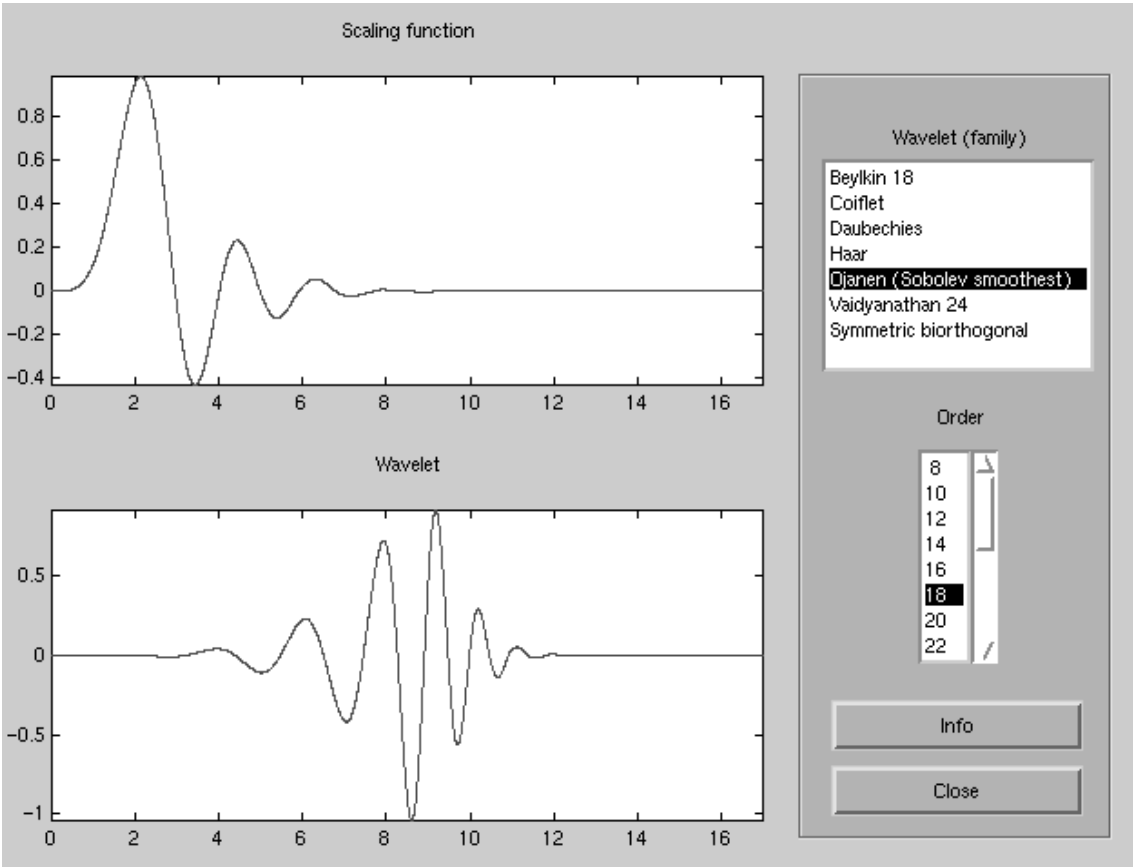 Scaling function
0.8
0.6
0.4
0.2
0
−0.2
−0.4
0 2 4 6 8 10 12 14 16
Wavelet
0.5
0
−0.5
−1
0 2 4 6 8 10 12 14 16
Wavelet (family)
Beylkin 18
Coiflet
Daubechies
Haar
Ojanen (Sobolev smoothest)
Vaidyanathan 24
Symmetric biorthogonal
Order
8
10
12
14
16
18
20
22
Info
Close